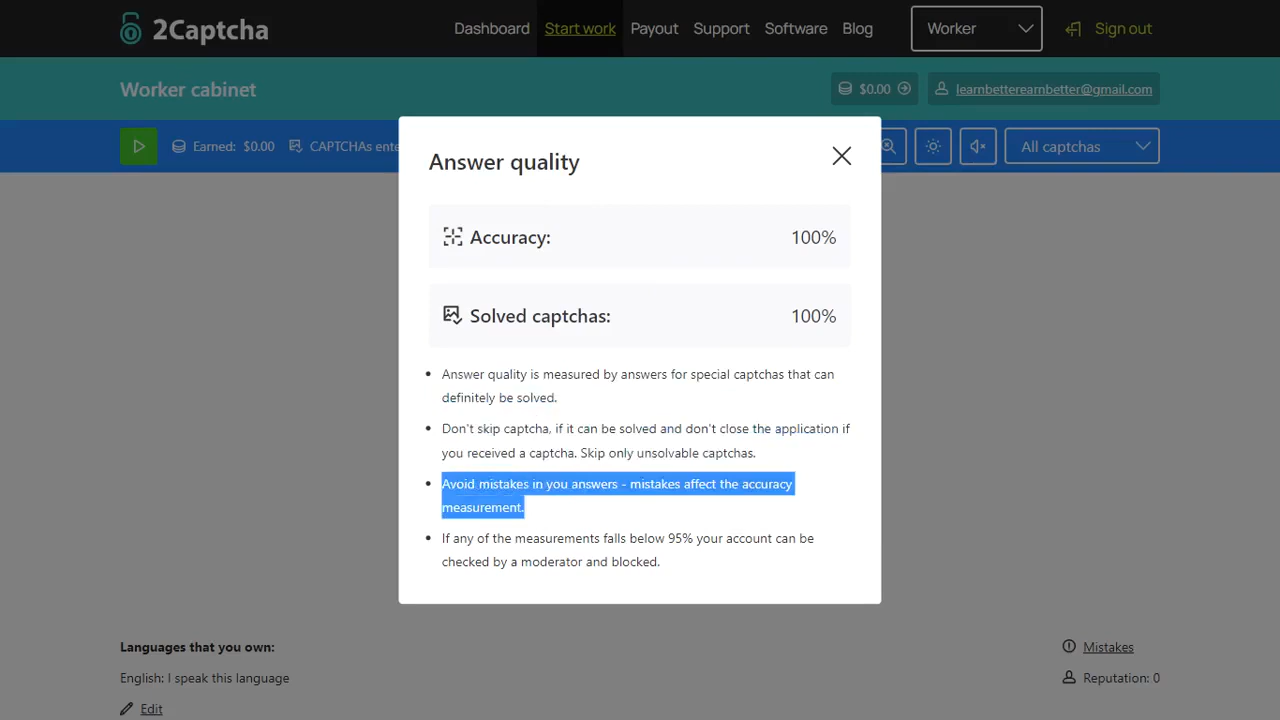 2Captcha
Dashboard Start work Payout Support Software Blog Worker Sign out
Worker cabinet $0.00 learnbetterearnbetter@gmail.com
Earned: $0.00 CAPTCHAs ente All captchas
Answer quality
Accuracy: 100%
Solved captchas: 100%
• Answer quality is measured by answers for special captchas that can
definitely be solved.
• Don't skip captcha, if it can be solved and don't close the application if
you received a captcha. Skip only unsolvable captchas.
• Avoid mistakes in you answers - mistakes affect the accuracy
measurement.
• If any of the measurements falls below 95% your account can be
checked by a moderator and blocked.
Languages that you own: Mistakes
English: I speak this language Reputation: 0
Edit